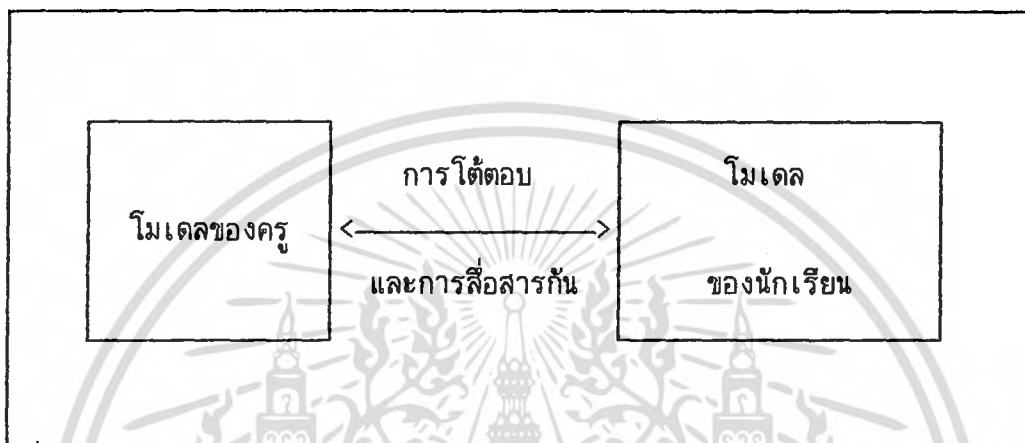 โมเดลของครู
การโต้ตอบ
<---------->
และการสื่อสารกัน
โมเดล
ของนักเรียน